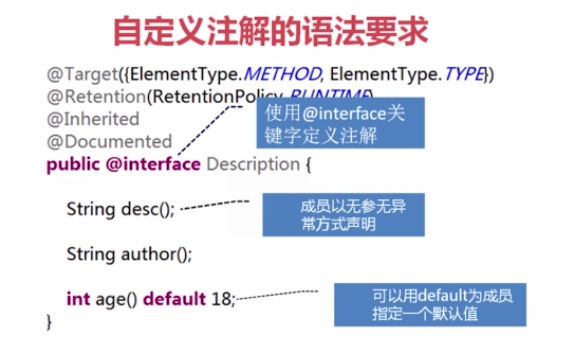 自定义注解的语法要求
@Target({ElementType.METHOD, ElementType.TYPE})
@Retention(RetentionPolicy.RUNTIME)
@Inherited
@Documented
使用@interface关
键字定义注解
public @interface Description {
String desc();
成员以无参无异
常方式声明
String author();
int age() default 18;
可以用default为成员
指定一个默认值
}